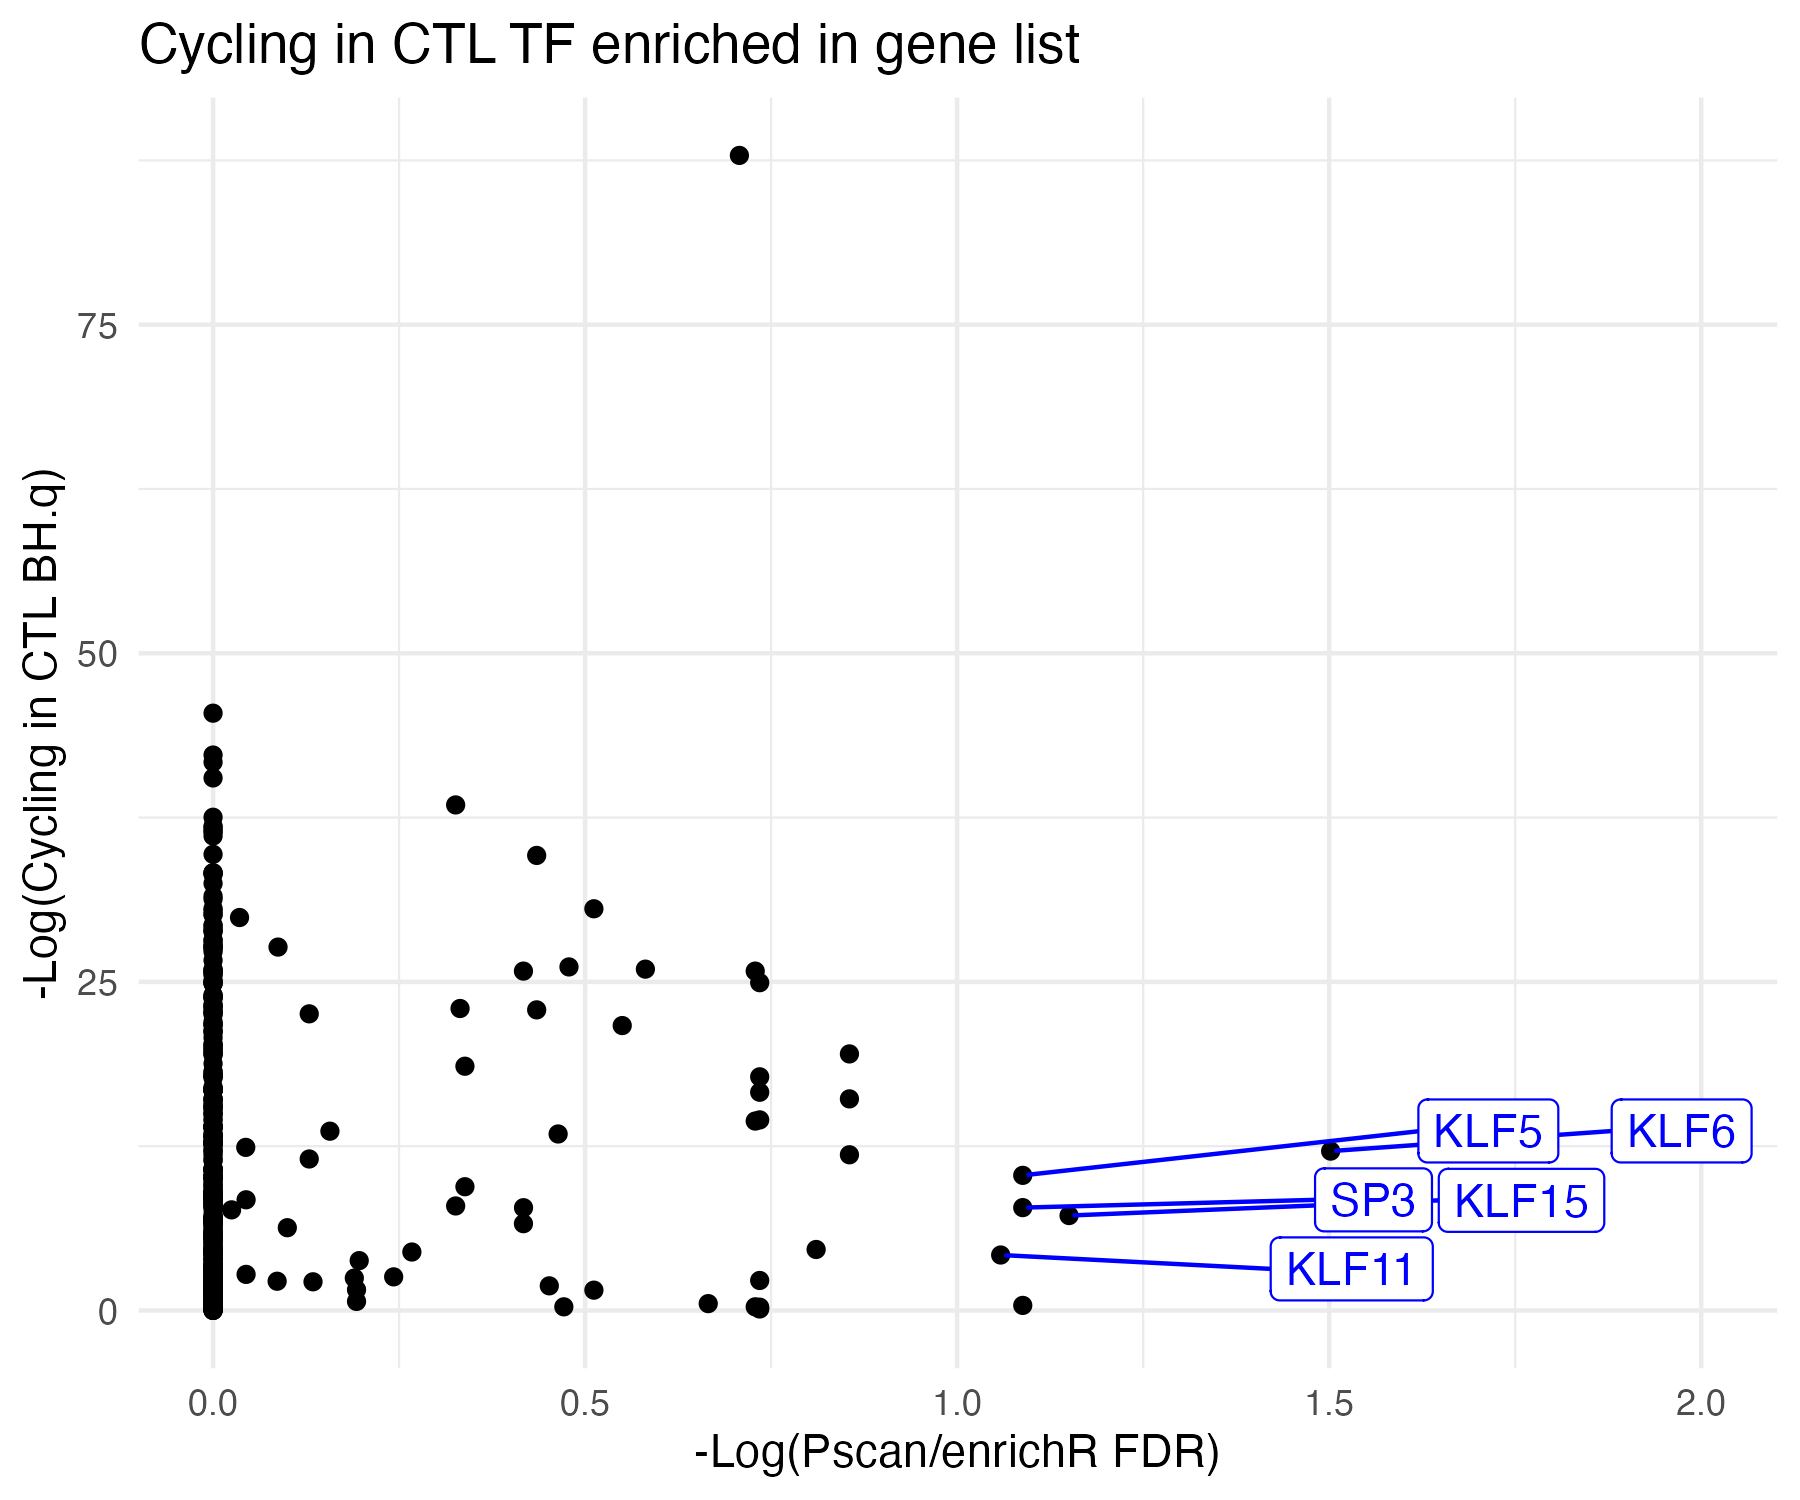 Cycling in CTL TF enriched in gene list
-Log(Cycling in CTL BH.q)
75
50
25
0
KLF5
KLF6
SP3
KLF15
KLF11
0.0
0.5
1.0
1.5
2.0
-Log(Pscan/enrichR FDR)